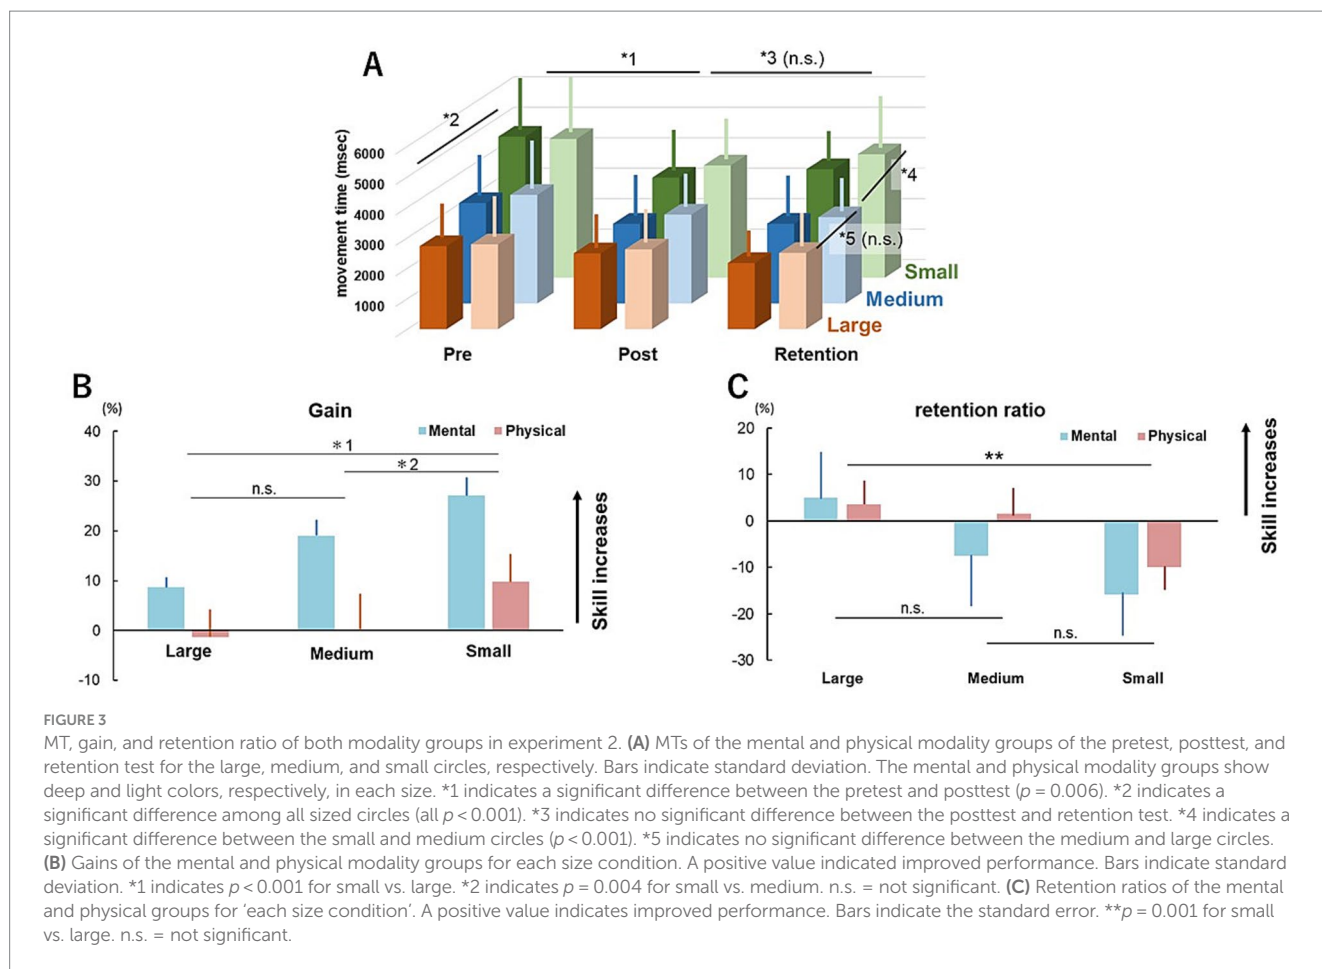 A
*1
*3 (n.s.)
*2
movement time (msec)
6000
5000
4000
3000
2000
1000
*4
*5 (n.s.)
Small
Medium
Large
Pre
Post
Retention
B
(%)
Gain
Mental
Physical
40
30
20
10
0
-10
*1
*2
n.s.
Large
Medium
Small
Skill increases
C
(%)
retention ratio
Mental
Physical
20
10
0
-10
-20
-30
**
n.s.
n.s.
Large
Medium
Small
Skill increases
FIGURE 3
MT, gain, and retention ratio of both modality groups in experiment 2. (A) MTs of the mental and physical modality groups of the pretest, posttest, and
retention test for the large, medium, and small circles, respectively. Bars indicate standard deviation. The mental and physical modality groups show
deep and light colors, respectively, in each size. *1 indicates a significant difference between the pretest and posttest (p = 0.006). *2 indicates a
significant difference among all sized circles (all p < 0.001). *3 indicates no significant difference between the posttest and retention test. *4 indicates a
significant difference between the small and medium circles (p < 0.001). *5 indicates no significant difference between the medium and large circles.
(B) Gains of the mental and physical modality groups for each size condition. A positive value indicated improved performance. Bars indicate standard
deviation. *1 indicates p < 0.001 for small vs. large. *2 indicates p = 0.004 for small vs. medium. n.s. = not significant. (C) Retention ratios of the mental
and physical groups for ‘each size condition’. A positive value indicates improved performance. Bars indicate the standard error. **p = 0.001 for small
vs. large. n.s. = not significant.